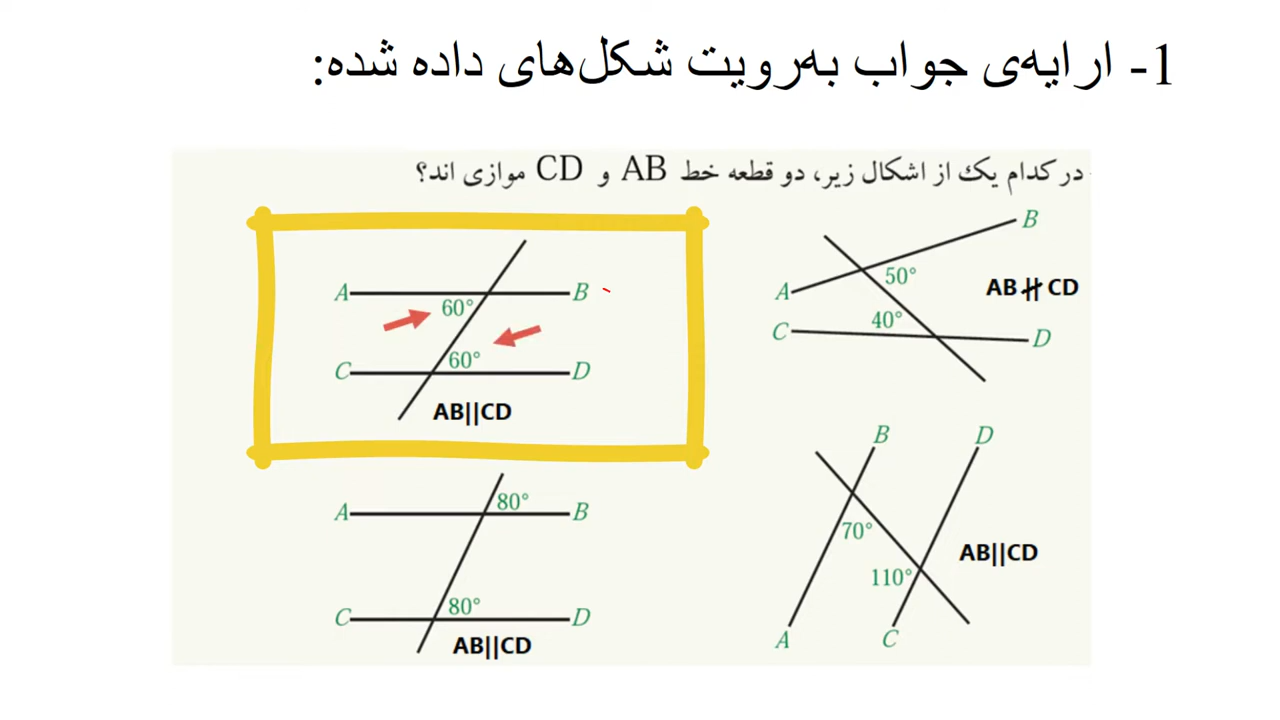 1- ارایه‌ی جواب به‌رویت شکل‌های داده شده:
در کدام یک از اشکال زیر، دو قطعه خط AB و CD موازی اند؟
B
50°
A
AB ∦ CD
C
40°
D
A
B
60°
60°
C
D
AB||CD
B
D
70°
110°
AB||CD
A
C
80°
A
B
80°
C
D
AB||CD